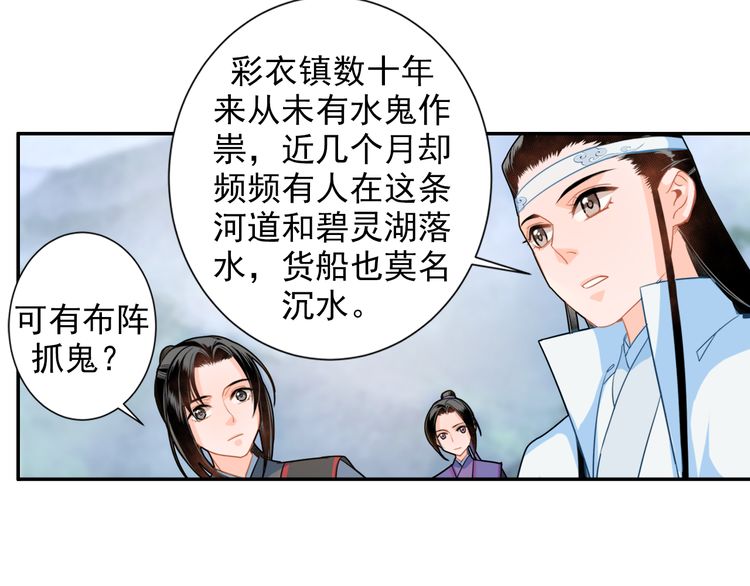 彩衣镇数十年
来从未有水鬼作
祟，近几个月却
频频有人在这条
河道和碧灵湖落
水，货船也莫名
沉水。
可有布阵
抓鬼？